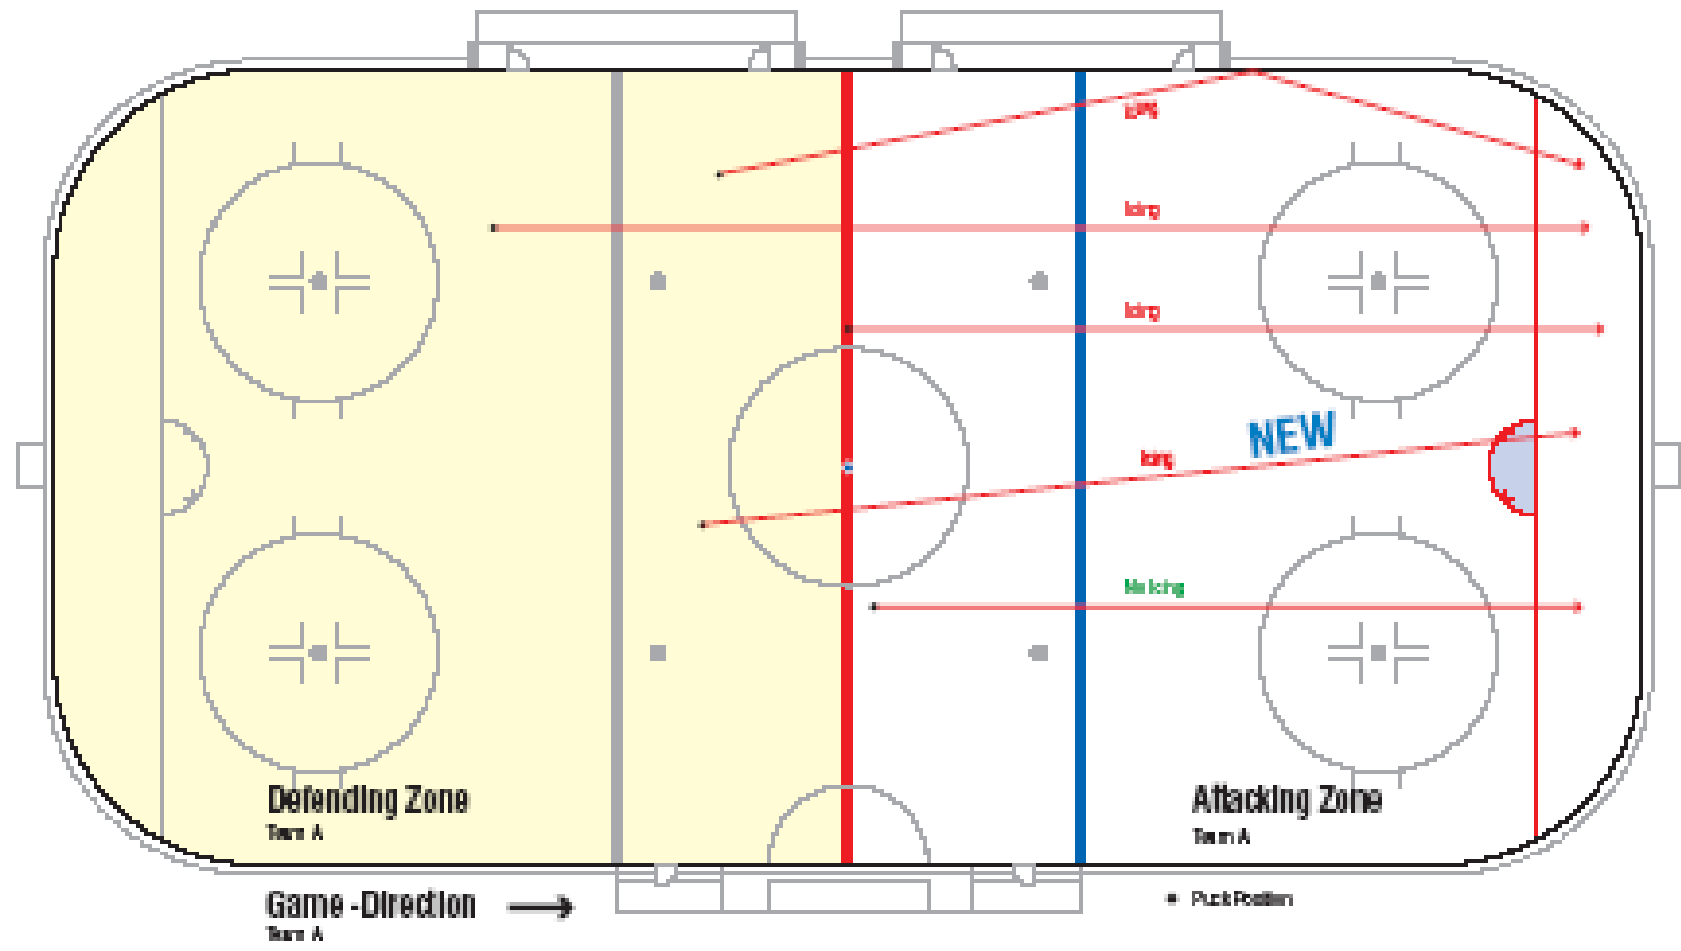 Icing
Icing
Icing
NEW
Icing
No Icing
Defending Zone
Team A
Attacking Zone
Team A
Game-Direction
Team A
Puck Position